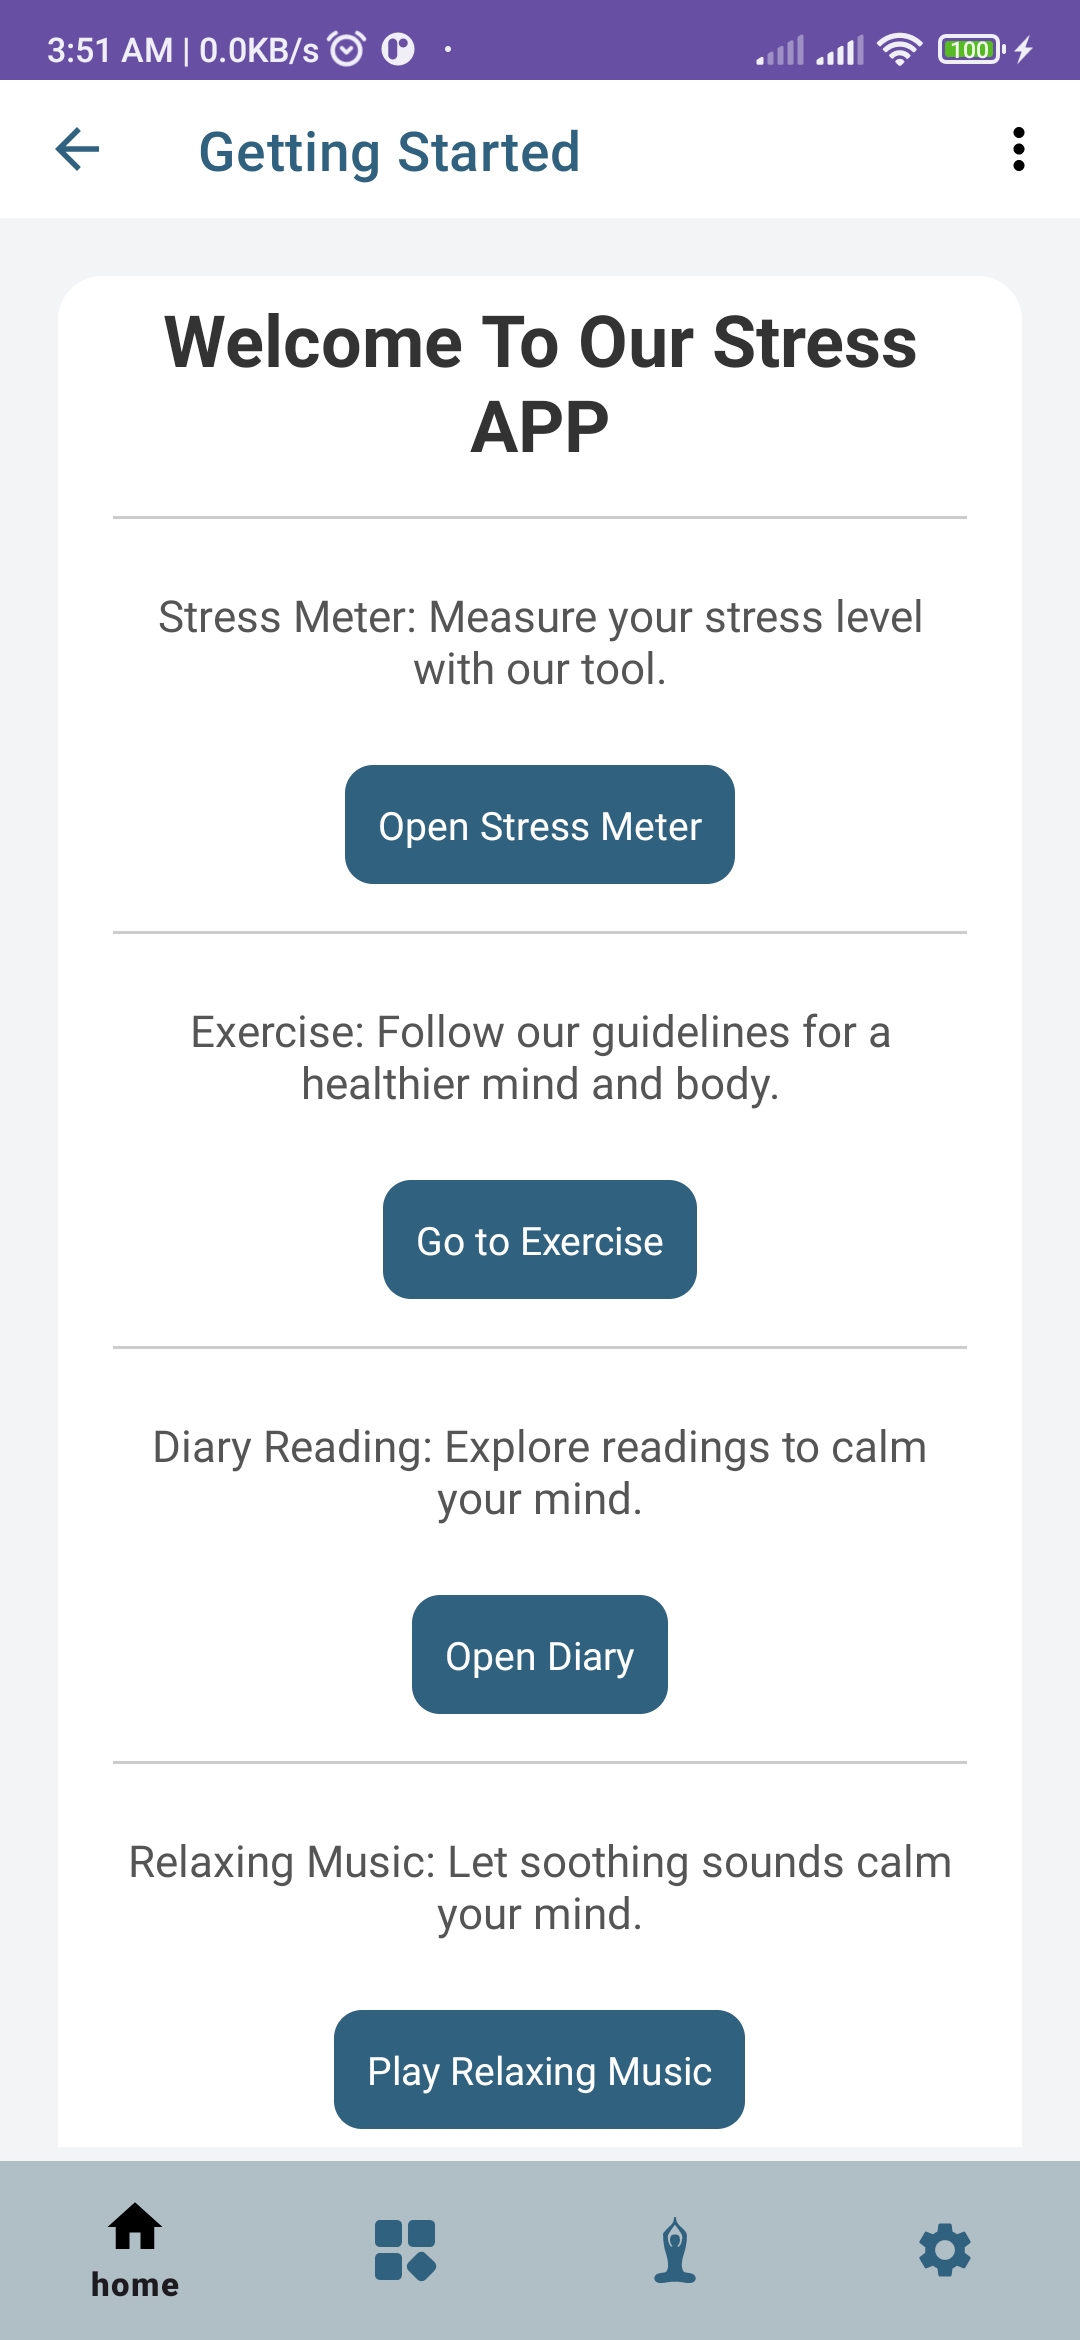 3:51 AM | 0.0KB/s
100
Getting Started
Welcome To Our Stress
APP
Stress Meter: Measure your stress level
with our tool.
Open Stress Meter
Exercise: Follow our guidelines for a
healthier mind and body.
Go to Exercise
Diary Reading: Explore readings to calm
your mind.
Open Diary
Relaxing Music: Let soothing sounds calm
your mind.
Play Relaxing Music
home